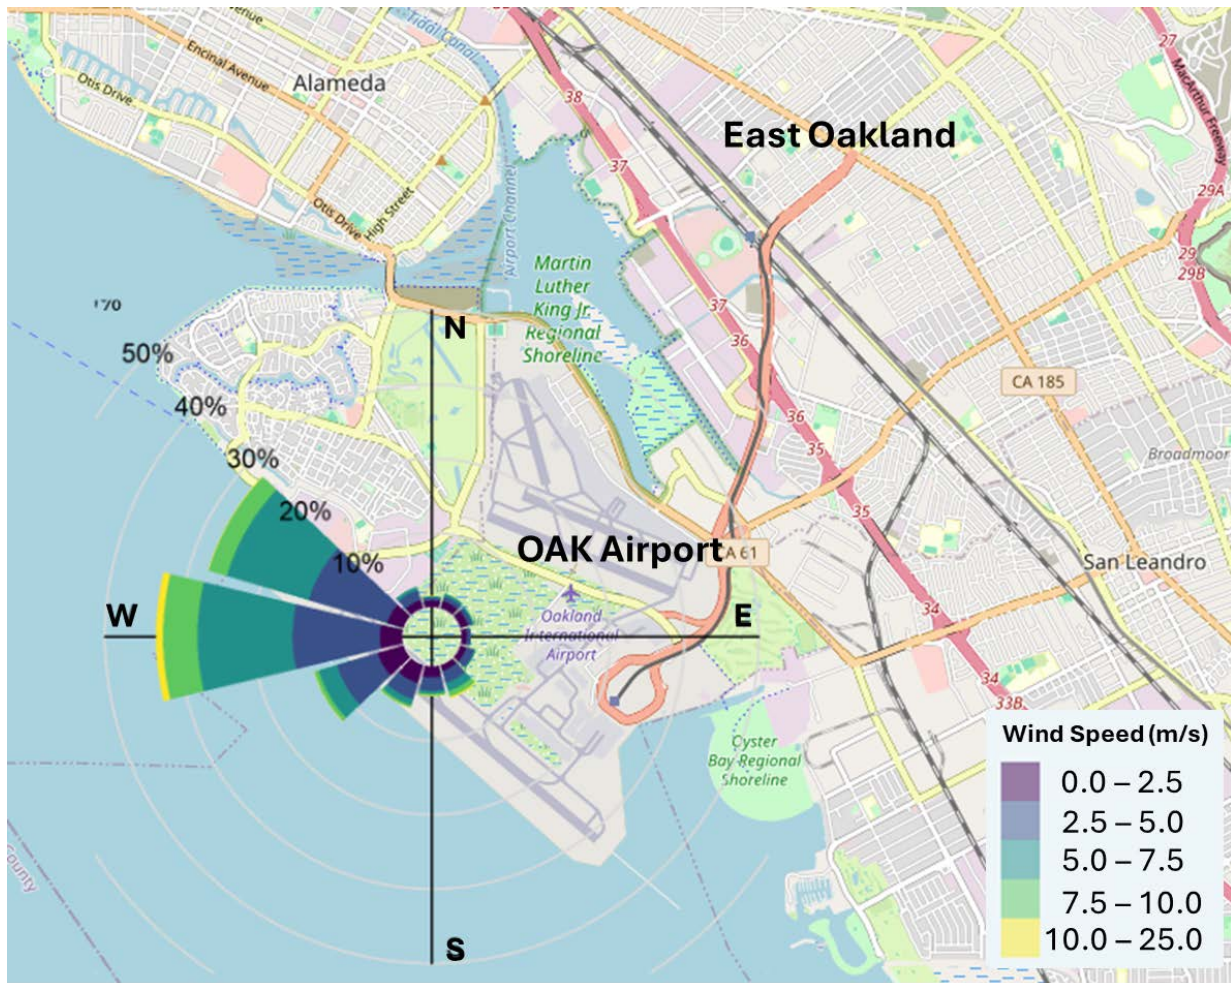 Tidal Canal
Encinal Avenue
Alameda
Otis Drive
38
27
MacArthur Freeway
East Oakland
37
Airport Channel
High Street
Otis Drive
29A
29
29B
Martin
Luther
King Jr.
Regional
Shoreline
37
36
N
50%
40%
30%
20%
10%
CA 185
36
35
Broadmoor
35
OAK Airport
CA 61
San Leandro
W
E
Oakland
International
Airport
34
34
33B
Oyster
Bay Regional
Shoreline
County
S
Wind Speed (m/s)
0.0 – 2.5
2.5 – 5.0
5.0 – 7.5
7.5 – 10.0
10.0 – 25.0